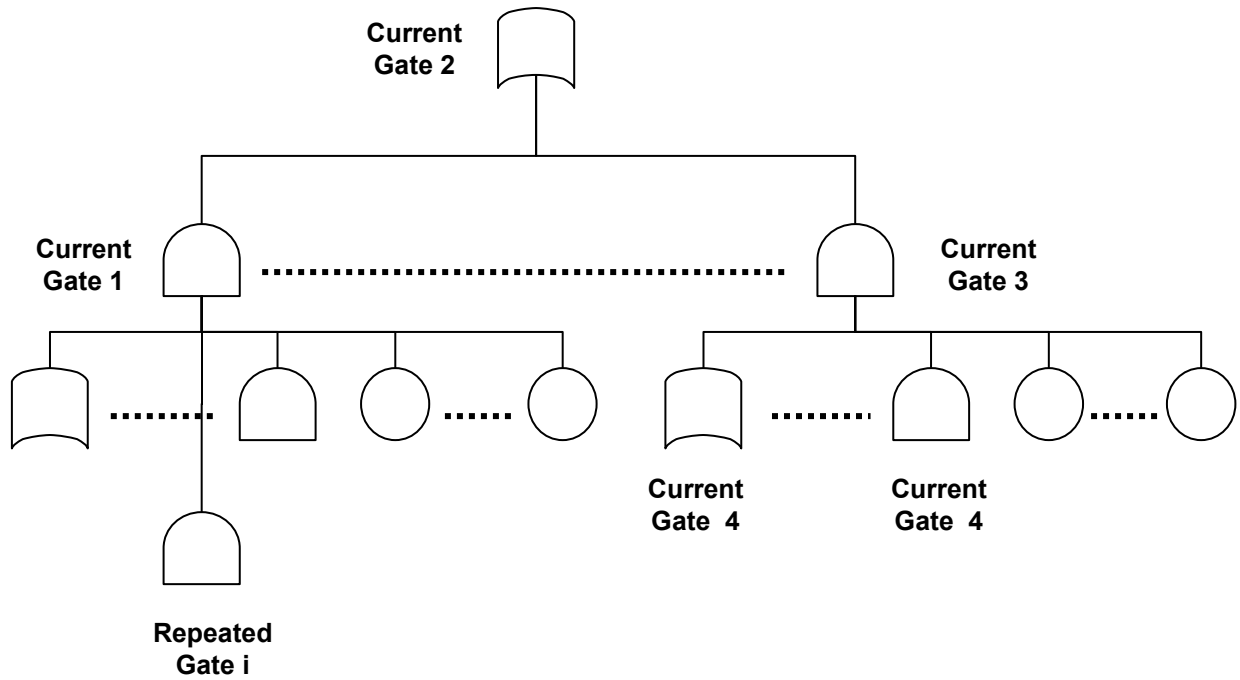 Current
Gate 2
Current
Gate 1
Current
Gate 3
Current
Gate 4
Current
Gate 4
Repeated
Gate i